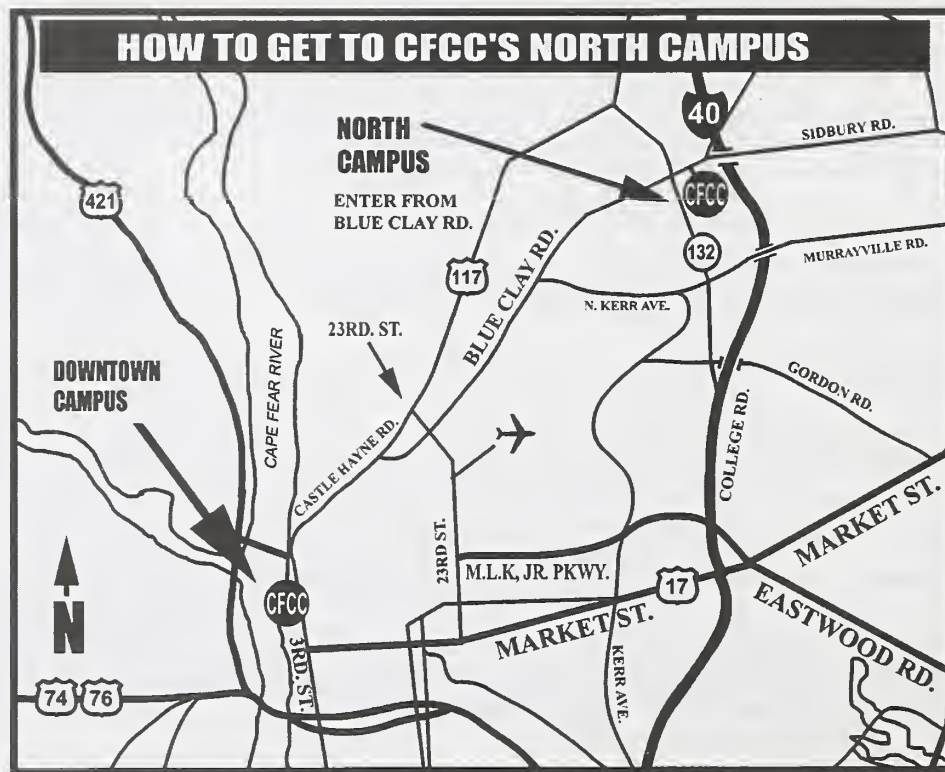 HOW TO GET TO CFCC'S NORTH CAMPUS
40
NORTH
CAMPUS
ENTER FROM
BLUE CLAY RD.
SIDBURY RD.
CFCC
421
132
MURRAYVILLE RD.
117
BLUE CLAY RD.
N. KERR AVE.
23RD. ST.
GORDON RD.
DOWNTOWN
CAMPUS
CAPE FEAR RIVER
CASTLE HAYNE RD.
COLLEGE RD.
MARKET ST.
23RD ST.
M.L.K, JR. PKWY.
17
CFCC
MARKET ST.
EASTWOOD RD.
N
3RD. ST.
KERR AVE.
74 76